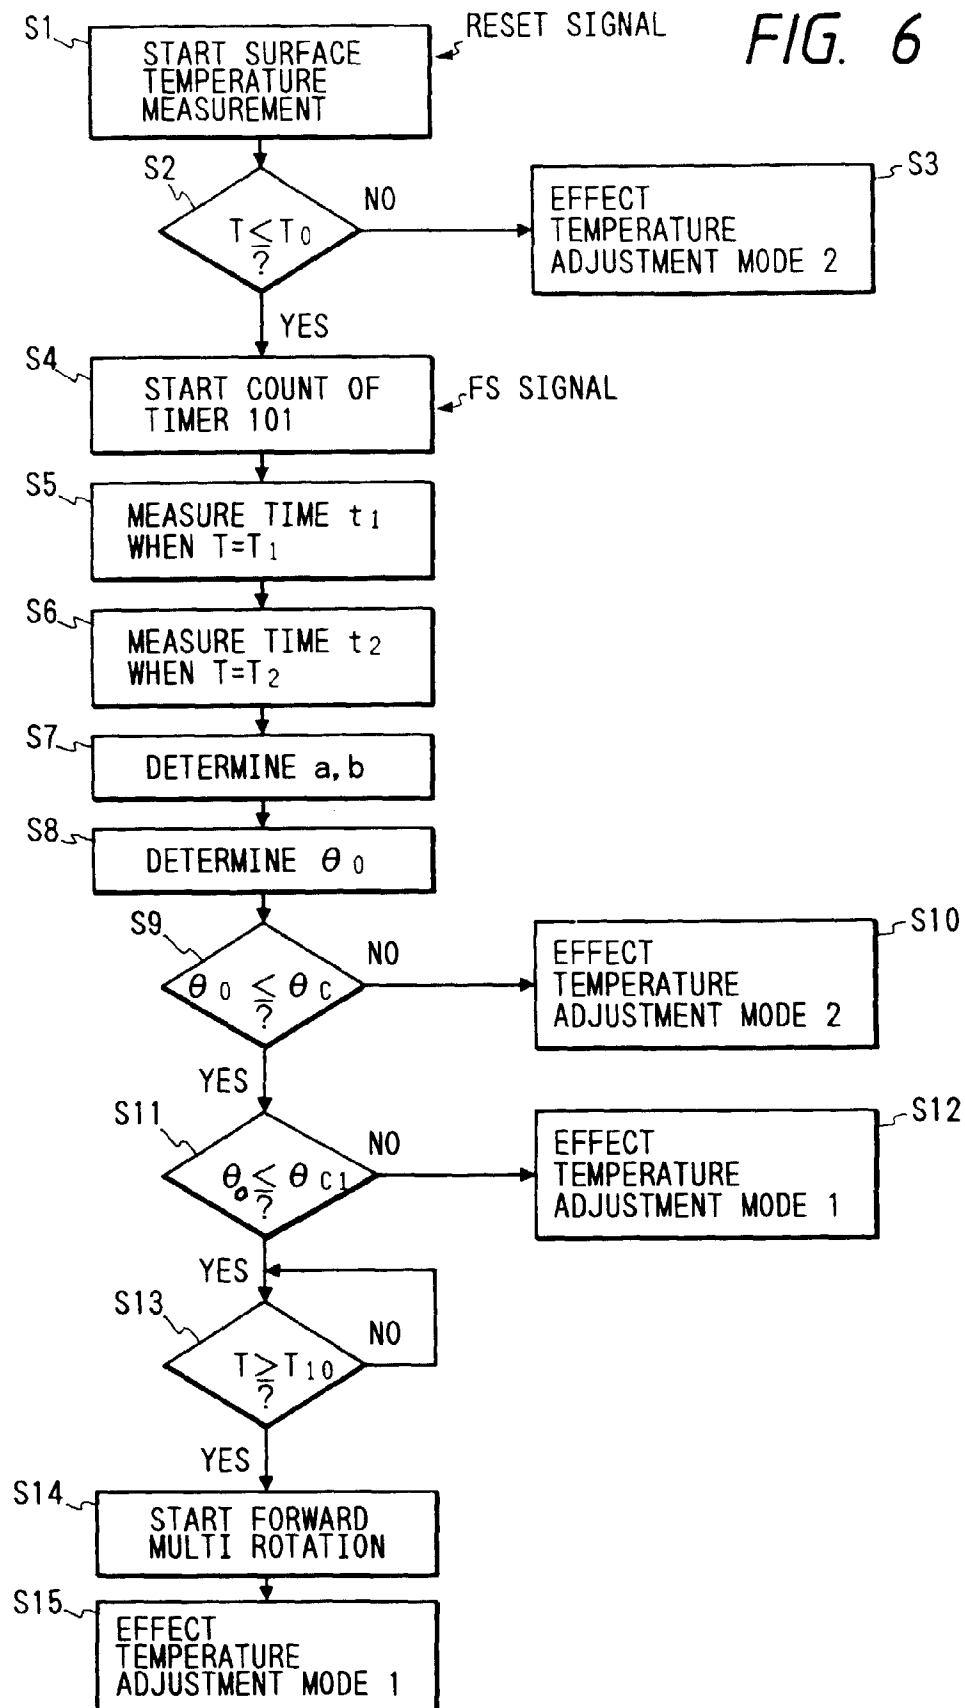 FIG. 6
S1
START SURFACE
TEMPERATURE
MEASUREMENT
RESET SIGNAL
S2
T ≤ T0
?
NO
YES
S3
EFFECT
TEMPERATURE
ADJUSTMENT MODE 2
S4
START COUNT OF
TIMER 101
FS SIGNAL
S5
MEASURE TIME t1
WHEN T=T1
S6
MEASURE TIME t2
WHEN T=T2
S7
DETERMINE a,b
S8
DETERMINE θ0
S9
θ0 ≤ θC
?
NO
YES
S10
EFFECT
TEMPERATURE
ADJUSTMENT MODE 2
S11
θ0 ≤ θC1
?
NO
YES
S12
EFFECT
TEMPERATURE
ADJUSTMENT MODE 1
S13
T ≥ T10
?
NO
YES
S14
START FORWARD
MULTI ROTATION
S15
EFFECT
TEMPERATURE
ADJUSTMENT MODE 1